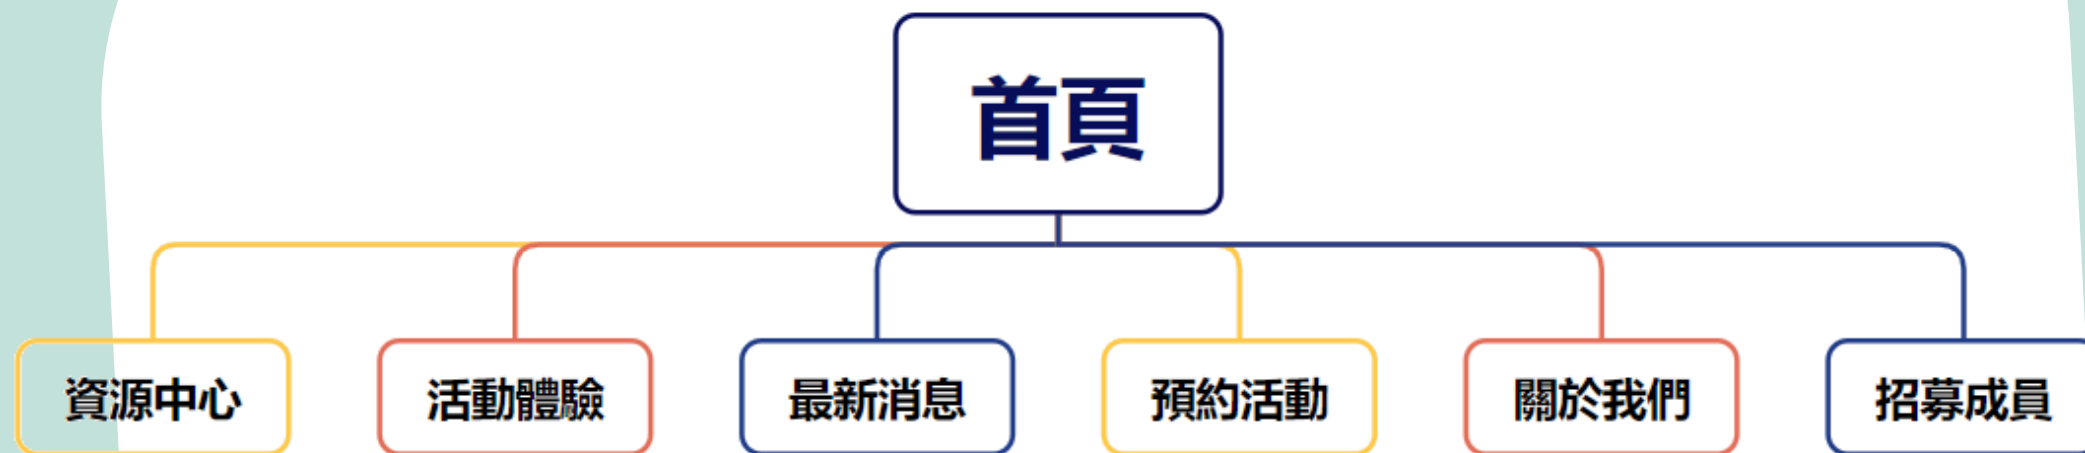 首頁
資源中心
活動體驗
最新消息
預約活動
關於我們
招募成員